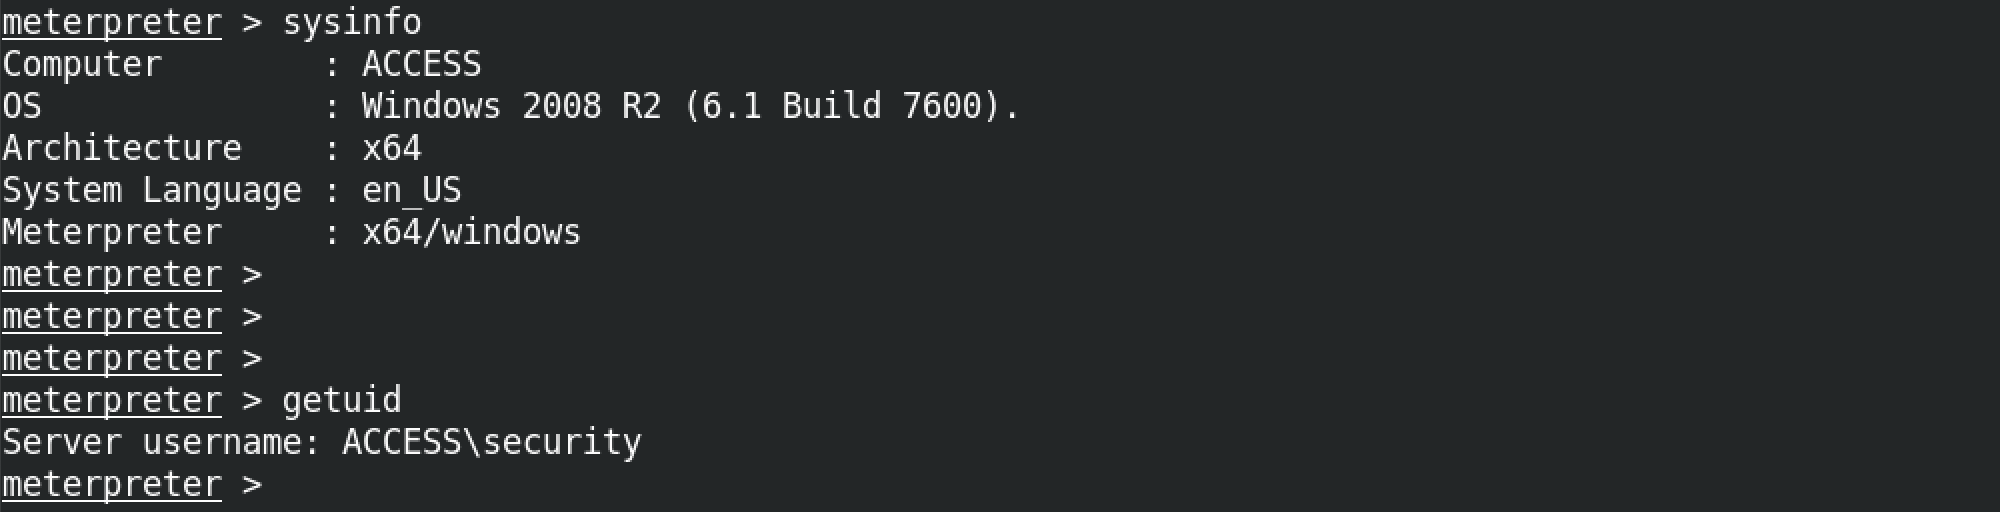 meterpreter > sysinfo
Computer        : ACCESS
OS              : Windows 2008 R2 (6.1 Build 7600).
Architecture    : x64
System Language : en_US
Meterpreter     : x64/windows
meterpreter >
meterpreter >
meterpreter >
meterpreter > getuid
Server username: ACCESS\security
meterpreter >